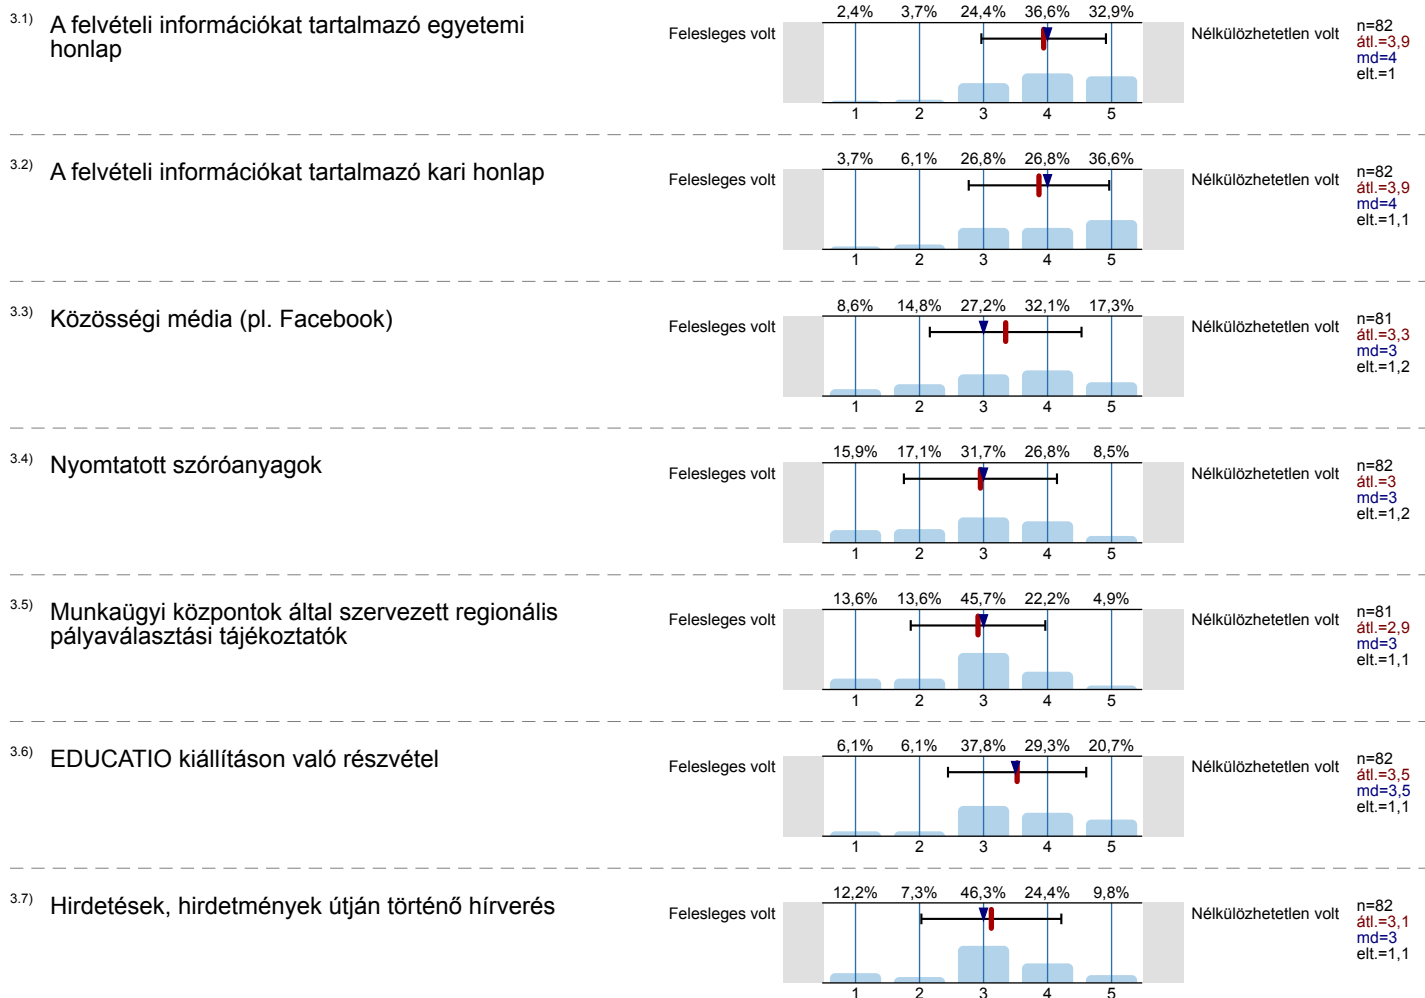 3.1) A felvételi információkat tartalmazó egyetemi
honlap
Felesleges volt
2,4% 3,7% 24,4% 36,6% 32,9%
1 2 3 4 5
Nélkülözhetetlen volt
n=82
átl.=3,9
md=4
elt.=1
3.2) A felvételi információkat tartalmazó kari honlap
Felesleges volt
3,7% 6,1% 26,8% 26,8% 36,6%
1 2 3 4 5
Nélkülözhetetlen volt
n=82
átl.=3,9
md=4
elt.=1,1
3.3) Közösségi média (pl. Facebook)
Felesleges volt
8,6% 14,8% 27,2% 32,1% 17,3%
1 2 3 4 5
Nélkülözhetetlen volt
n=81
átl.=3,3
md=3
elt.=1,2
3.4) Nyomtatott szóróanyagok
Felesleges volt
15,9% 17,1% 31,7% 26,8% 8,5%
1 2 3 4 5
Nélkülözhetetlen volt
n=82
átl.=3
md=3
elt.=1,2
3.5) Munkaügyi központok által szervezett regionális
pályaválasztási tájékoztatók
Felesleges volt
13,6% 13,6% 45,7% 22,2% 4,9%
1 2 3 4 5
Nélkülözhetetlen volt
n=81
átl.=2,9
md=3
elt.=1,1
3.6) EDUCATIO kiállításon való részvétel
Felesleges volt
6,1% 6,1% 37,8% 29,3% 20,7%
1 2 3 4 5
Nélkülözhetetlen volt
n=82
átl.=3,5
md=3,5
elt.=1,1
3.7) Hirdetések, hirdetmények útján történő hírverés
Felesleges volt
12,2% 7,3% 46,3% 24,4% 9,8%
1 2 3 4 5
Nélkülözhetetlen volt
n=82
átl.=3,1
md=3
elt.=1,1